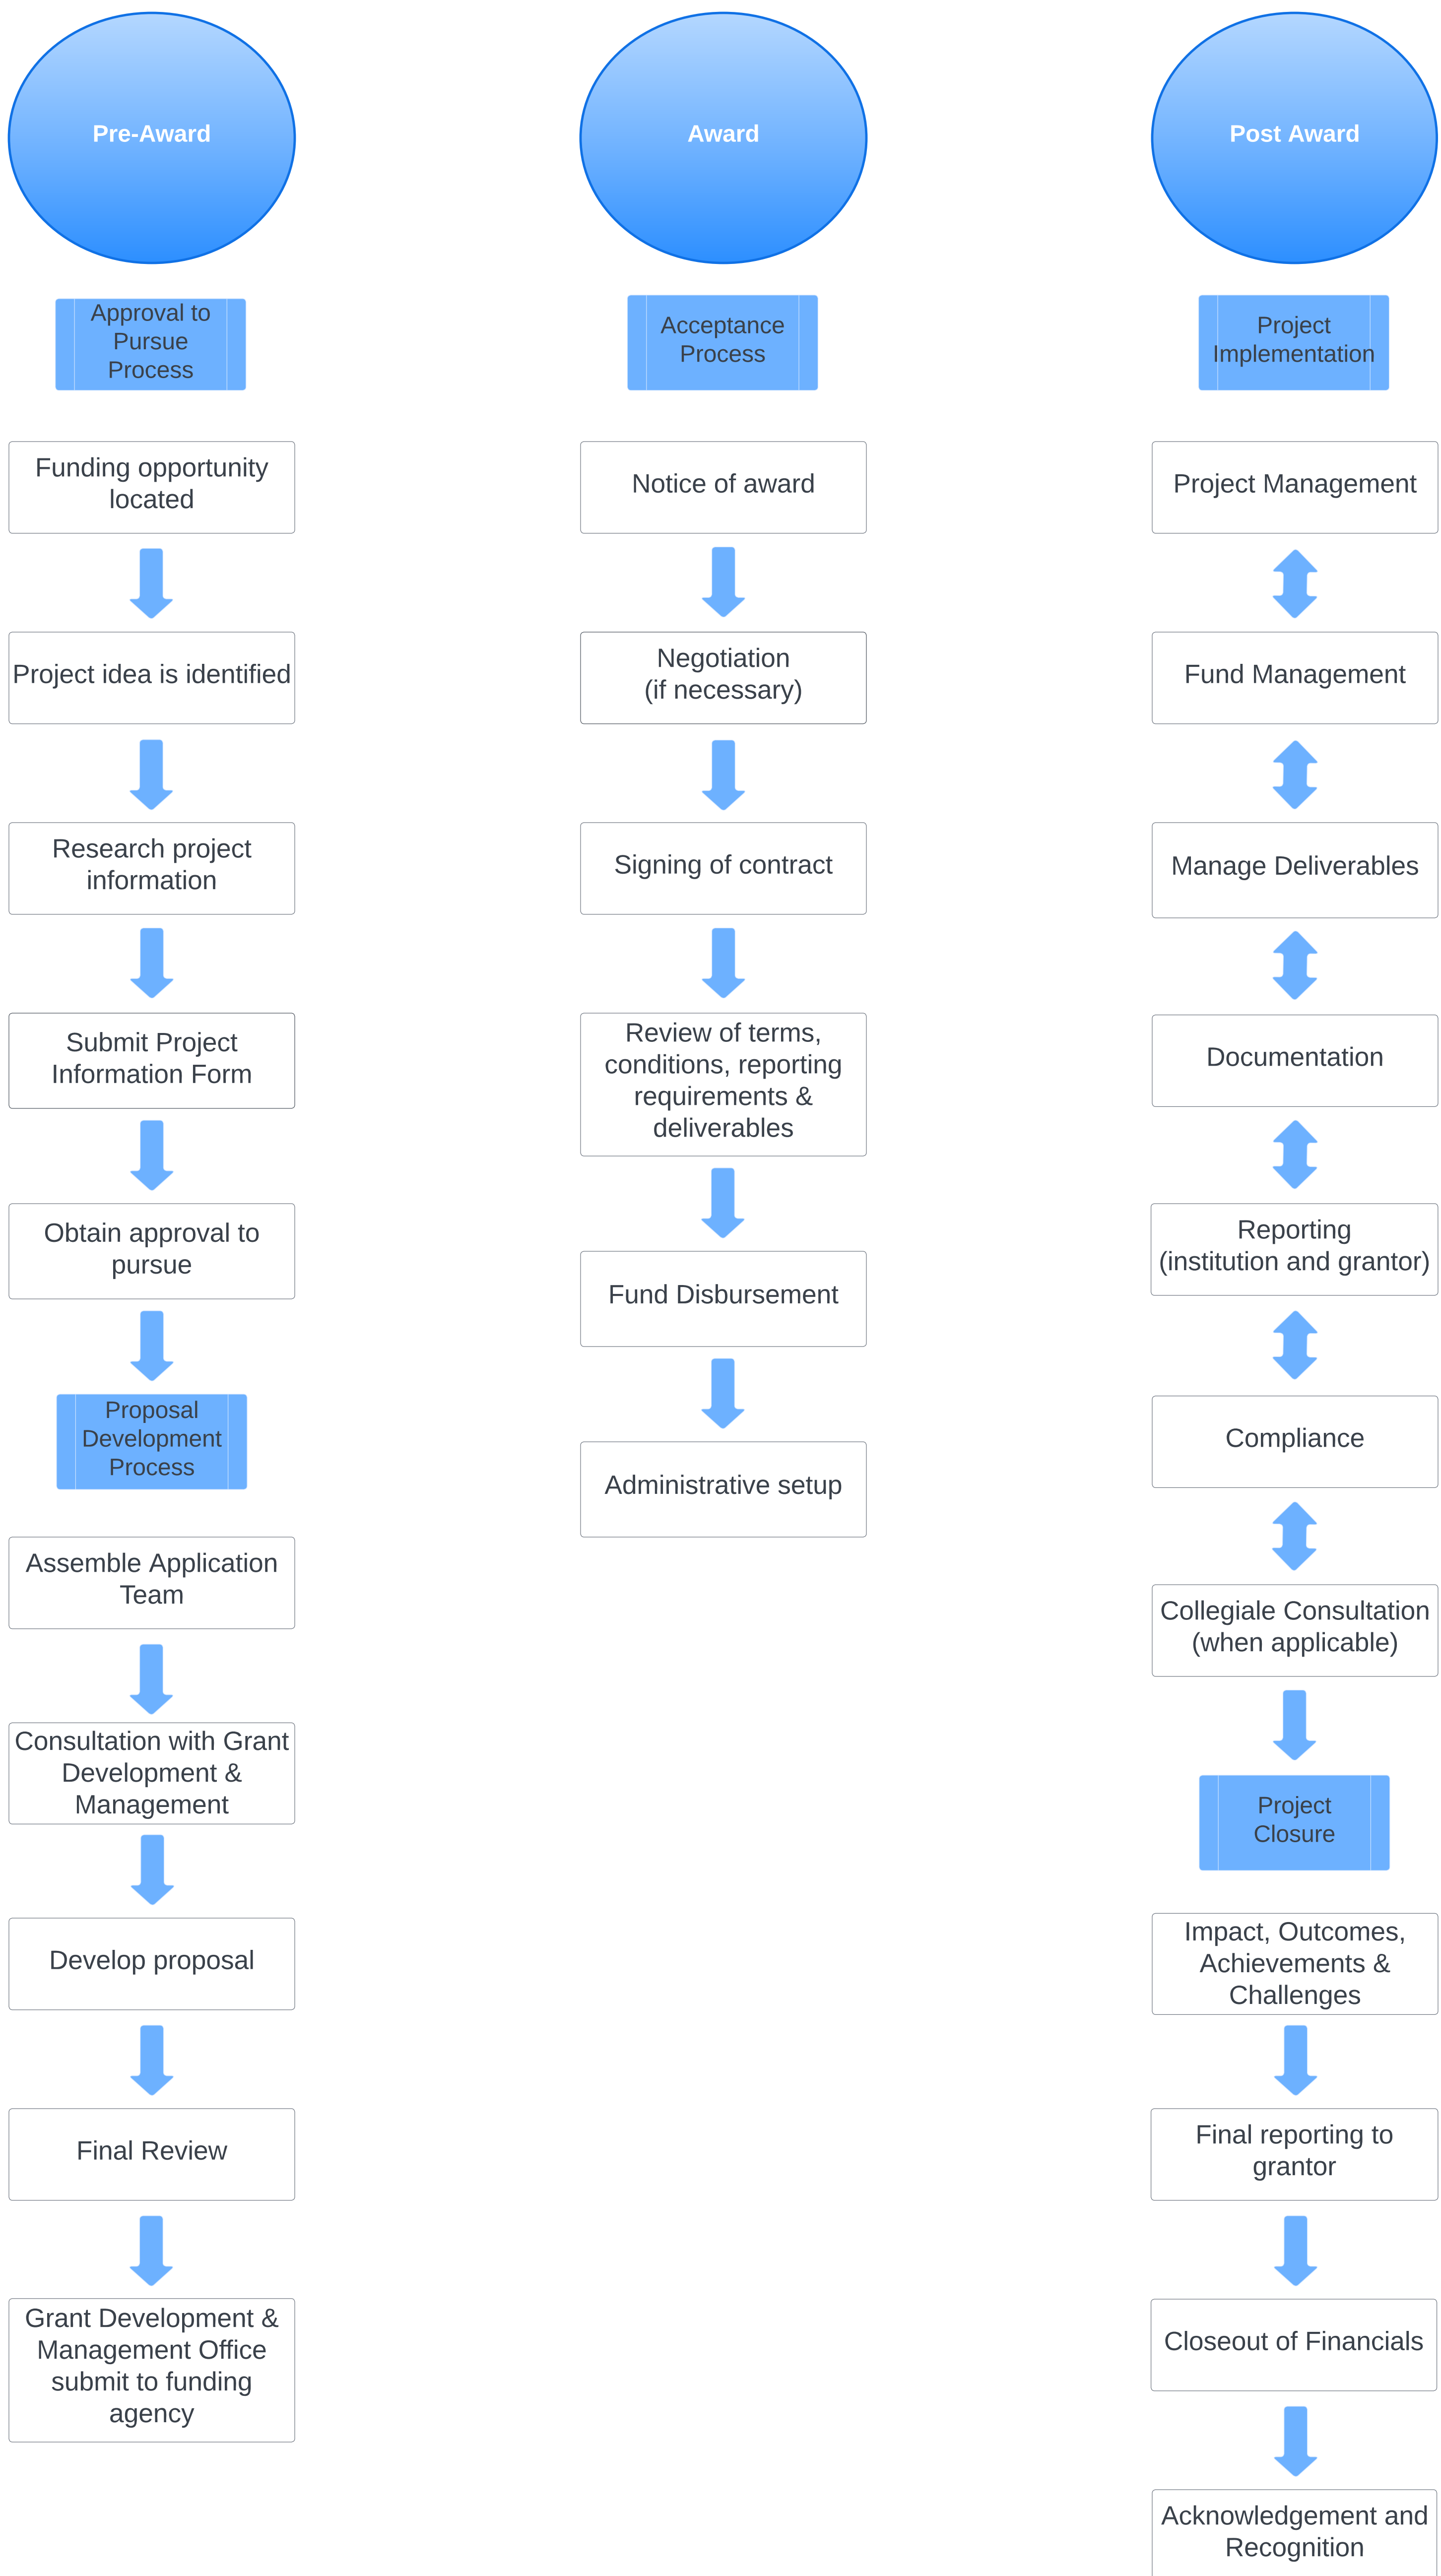 Pre-Award
Approval to
Pursue
Process
Funding opportunity
located
Project idea is identified
Research project
information
Submit Project
Information Form
Obtain approval to
pursue
Proposal
Development
Process
Assemble Application
Team
Consultation with Grant
Development &
Management
Develop proposal
Final Review
Grant Development &
Management Office
submit to funding
agency
Award
Acceptance
Process
Notice of award
Negotiation
(if necessary)
Signing of contract
Review of terms,
conditions, reporting
requirements &
deliverables
Fund Disbursement
Administrative setup
Post Award
Project
Implementation
Project Management
Fund Management
Manage Deliverables
Documentation
Reporting
(institution and grantor)
Compliance
Collegiale Consultation
(when applicable)
Project
Closure
Impact, Outcomes,
Achievements &
Challenges
Final reporting to
grantor
Closeout of Financials
Acknowledgement and
Recognition